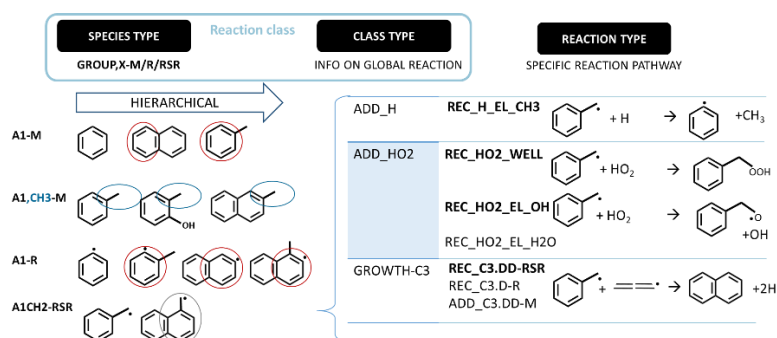 SPECIES TYPE
Reaction class
CLASS TYPE
REACTION TYPE
GROUP,X-M/R/RSR
INFO ON GLOBAL REACTION
SPECIFIC REACTION PATHWAY
HIERARCHICAL
A1-M
A1,CH3-M
OH
A1-R
A1CH2-RSR
ADD_H
REC_H_EL_CH3
+ H
+CH3
ADD_HO2
REC_HO2_WELL
+ HO2
OOH
REC_HO2_EL_OH
+ HO2
O
+OH
REC_HO2_EL_H2O
GROWTH-C3
REC_C3.DD-RSR
REC_C3.D-R
ADD_C3.DD-M
+
+2H